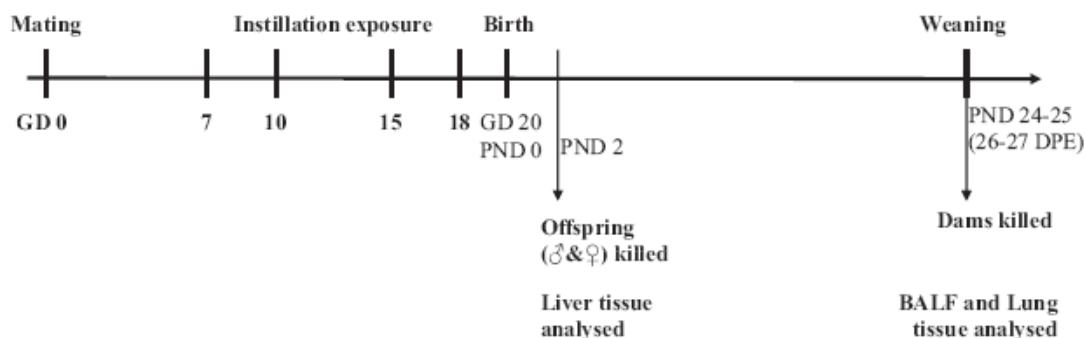 Mating Instillation exposure Birth Weaning
GD 0 7 10 15 18 GD 20 PND 24-25
PND 0 PND 2 (26-27 DPE)
Offspring Dams killed
(♂&♀) killed
Liver tissue BALF and Lung
analysed tissue analysed